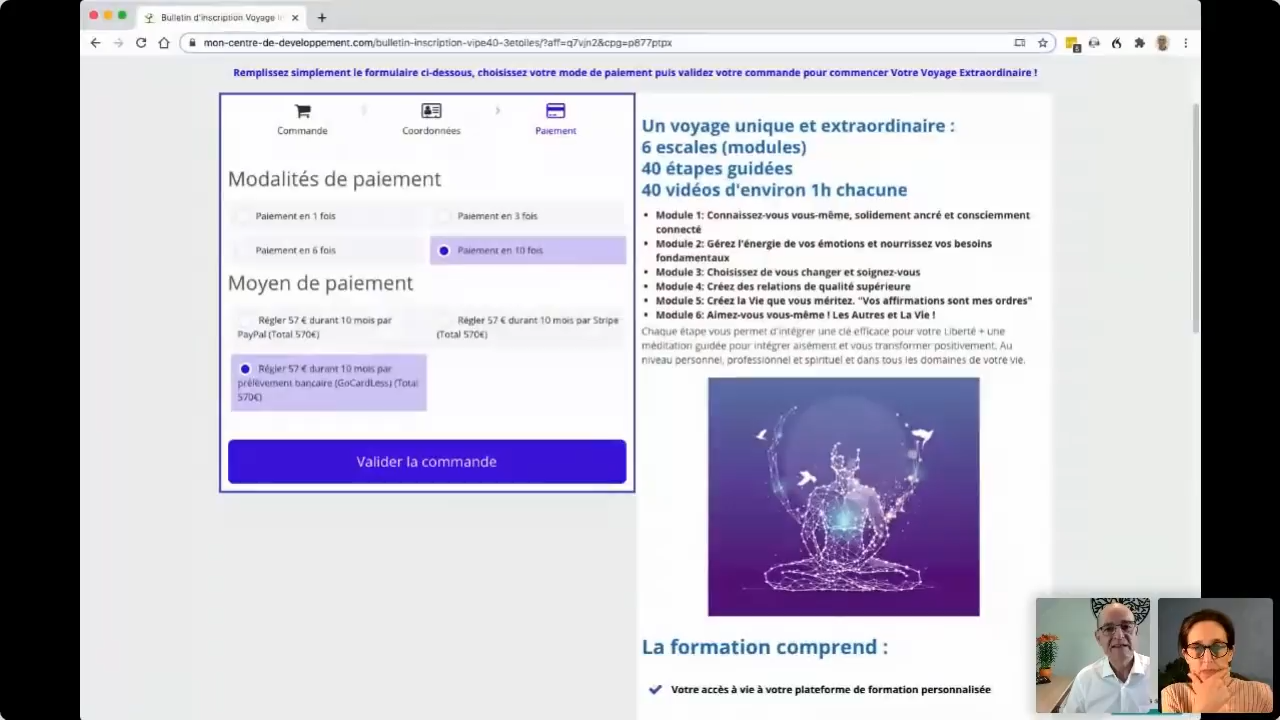 Bulletin d'inscription Voyage in
mon-centre-de-developpement.com/bulletin-inscription-vipe40-3etoiles/?aff=q7vjn2&cpg=p877ptpx
Remplissez simplement le formulaire ci-dessous, choisissez votre mode de paiement puis validez votre commande pour commencer Votre Voyage Extraordinaire !
Commande
Coordonnées
Paiement
Modalités de paiement
Paiement en 1 fois
Paiement en 3 fois
Paiement en 6 fois
Paiement en 10 fois
Moyen de paiement
Régler 57 € durant 10 mois par
PayPal (Total 570€)
Régler 57 € durant 10 mois par Stripe
(Total 570€)
Régler 57 € durant 10 mois par
prélèvement bancaire (GoCardLess) (Total
570€)
Valider la commande
Un voyage unique et extraordinaire :
6 escales (modules)
40 étapes guidées
40 vidéos d'environ 1h chacune
Module 1: Connaissez-vous vous-même, solidement ancré et consciemment
connecté
Module 2: Gérez l'énergie de vos émotions et nourrissez vos besoins
fondamentaux
Module 3: Choisissez de vous changer et soignez-vous
Module 4: Créez des relations de qualité supérieure
Module 5: Créez la Vie que vous méritez. "Vos affirmations sont mes ordres"
Module 6: Aimez-vous vous-même ! Les Autres et La Vie !
Chaque étape vous permet d'intégrer une clé efficace pour votre Liberté + une
méditation guidée pour intégrer aisément et vous transformer positivement. Au
niveau personnel, professionnel et spirituel et dans tous les domaines de votre vie.
La formation comprend :
Votre accès à vie à votre plateforme de formation personnalisée